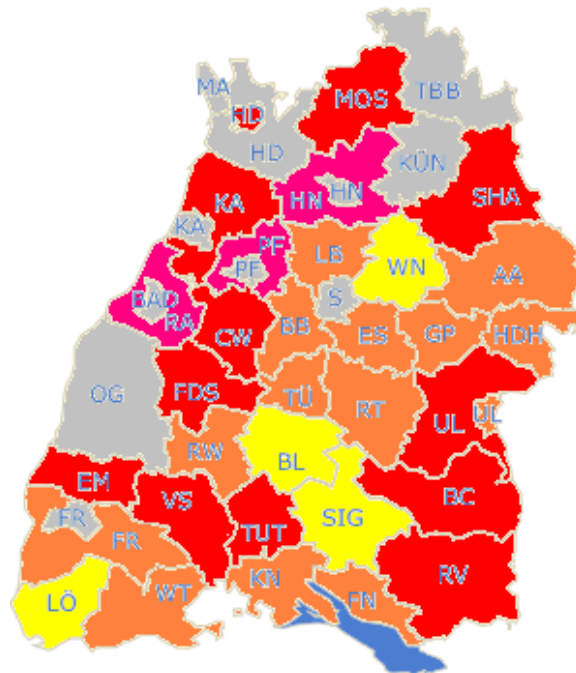 MA
HD
MOS
TBB
HD
KÜN
HN
HN
SHA
KA
KA
PF
PF
LB
WN
AA
BAD
RA
S
CW
BB
ES
GP
HDH
OG
FDS
TÜ
RT
UL
UL
RW
BL
EM
VS
BC
FR
FR
TUT
SIG
LÖ
WT
KN
FN
RV